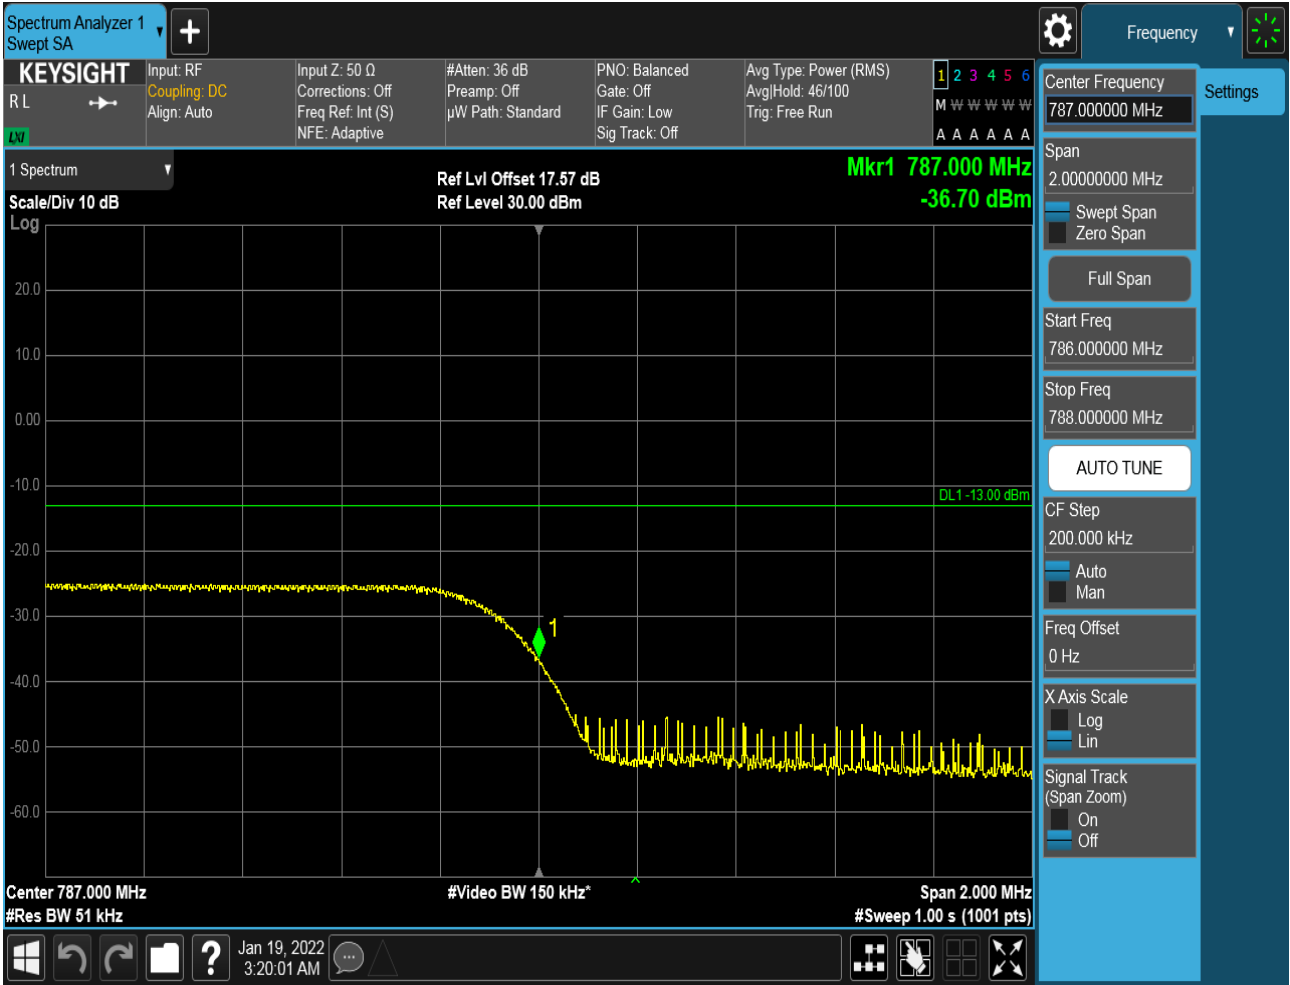 Spectrum Analyzer 1
Swept SA
Frequency
KEYSIGHT
R L
LXI
Input: RF
Coupling: DC
Align: Auto
Input Z: 50 Ω
Corrections: Off
Freq Ref: Int (S)
NFE: Adaptive
#Atten: 36 dB
Preamp: Off
µW Path: Standard
PNO: Balanced
Gate: Off
IF Gain: Low
Sig Track: Off
Avg Type: Power (RMS)
Avg|Hold: 46/100
Trig: Free Run
1 2 3 4 5 6
M W W W W W
A A A A A A
1 Spectrum
Scale/Div 10 dB
Log
Ref Lvl Offset 17.57 dB
Ref Level 30.00 dBm
Mkr1 787.000 MHz
-36.70 dBm
20.0
10.0
0.00
-10.0
DL1 -13.00 dBm
-20.0
-30.0
1
-40.0
-50.0
-60.0
Center 787.000 MHz
#Video BW 150 kHz*
Span 2.000 MHz
#Res BW 51 kHz
#Sweep 1.00 s (1001 pts)
Jan 19, 2022
3:20:01 AM
Center Frequency
787.000000 MHz
Settings
Span
2.00000000 MHz
Swept Span
Zero Span
Full Span
Start Freq
786.000000 MHz
Stop Freq
788.000000 MHz
AUTO TUNE
CF Step
200.000 kHz
Auto
Man
Freq Offset
0 Hz
X Axis Scale
Log
Lin
Signal Track
(Span Zoom)
On
Off